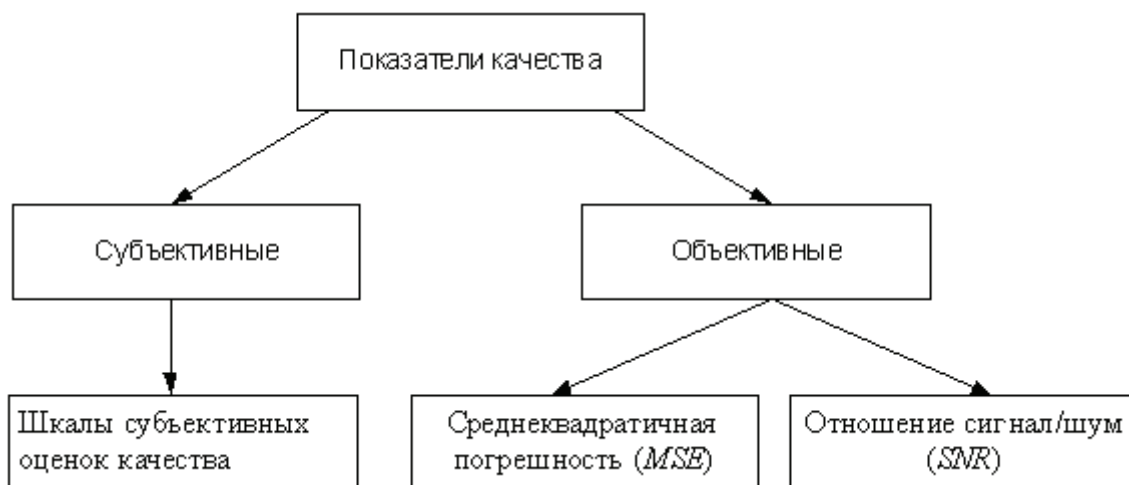 Показатели качества
Субъективные
Объективные
Шкалы субъективных
оценок качества
Среднеквадратичная
погрешность (MSE)
Отношение сигнал/шум
(SNR)